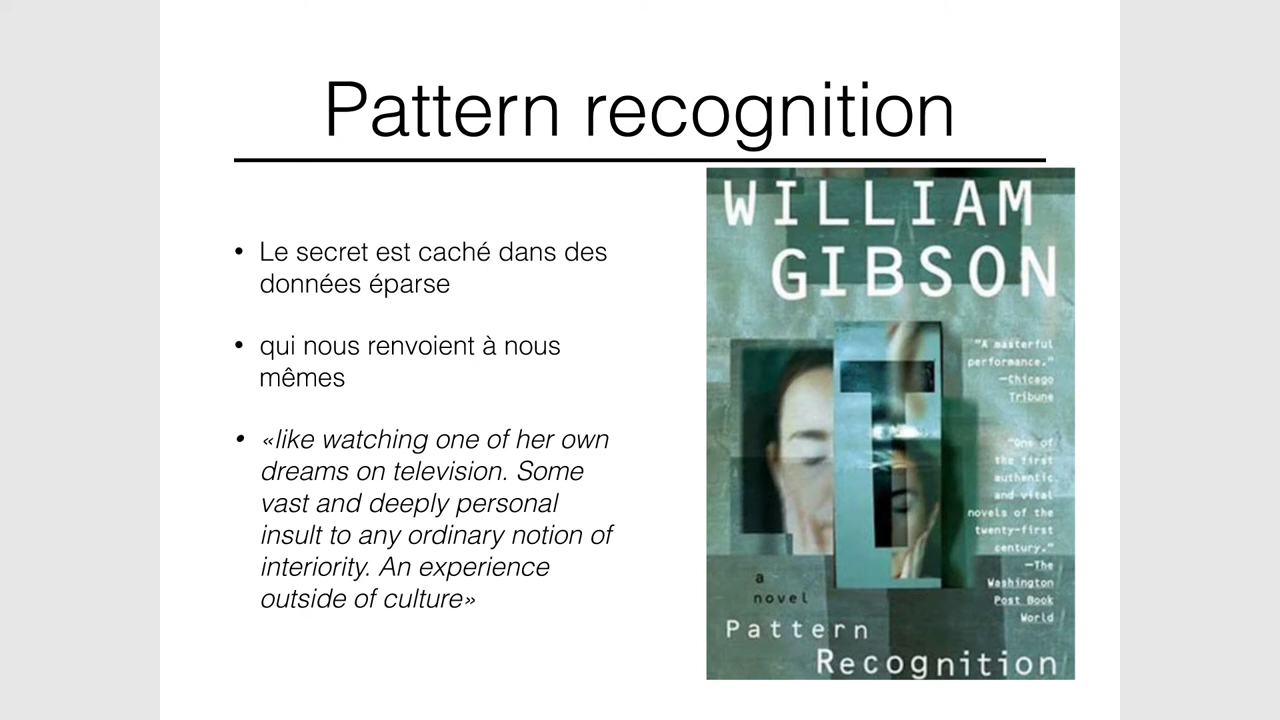 Pattern recognition
• Le secret est caché dans des
données éparse
• qui nous renvoient à nous
mêmes
• «like watching one of her own
dreams on television. Some
vast and deeply personal
insult to any ordinary notion of
interiority. An experience
outside of culture»
WILLIAM
GIBSON
"A masterful
performance."
—Chicago
Tribune
"One of
the first
authentic
and vital
novels of the
twenty-first
century."
—The
Washington
Post Book
World
a
novel
Pattern
Recognition